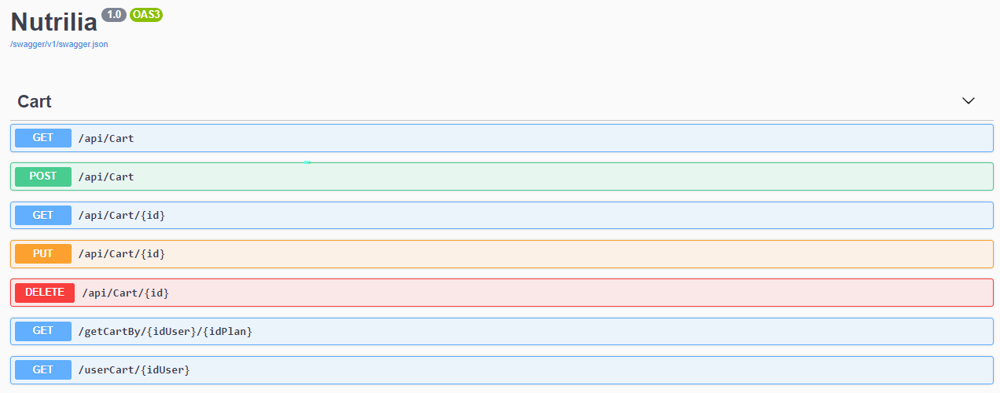 Nutrilia 1.0 OAS3
/swagger/v1/swagger.json
Cart
GET /api/Cart
POST /api/Cart
GET /api/Cart/{id}
PUT /api/Cart/{id}
DELETE /api/Cart/{id}
GET /getCartBy/{idUser}/{idPlan}
GET /userCart/{idUser}